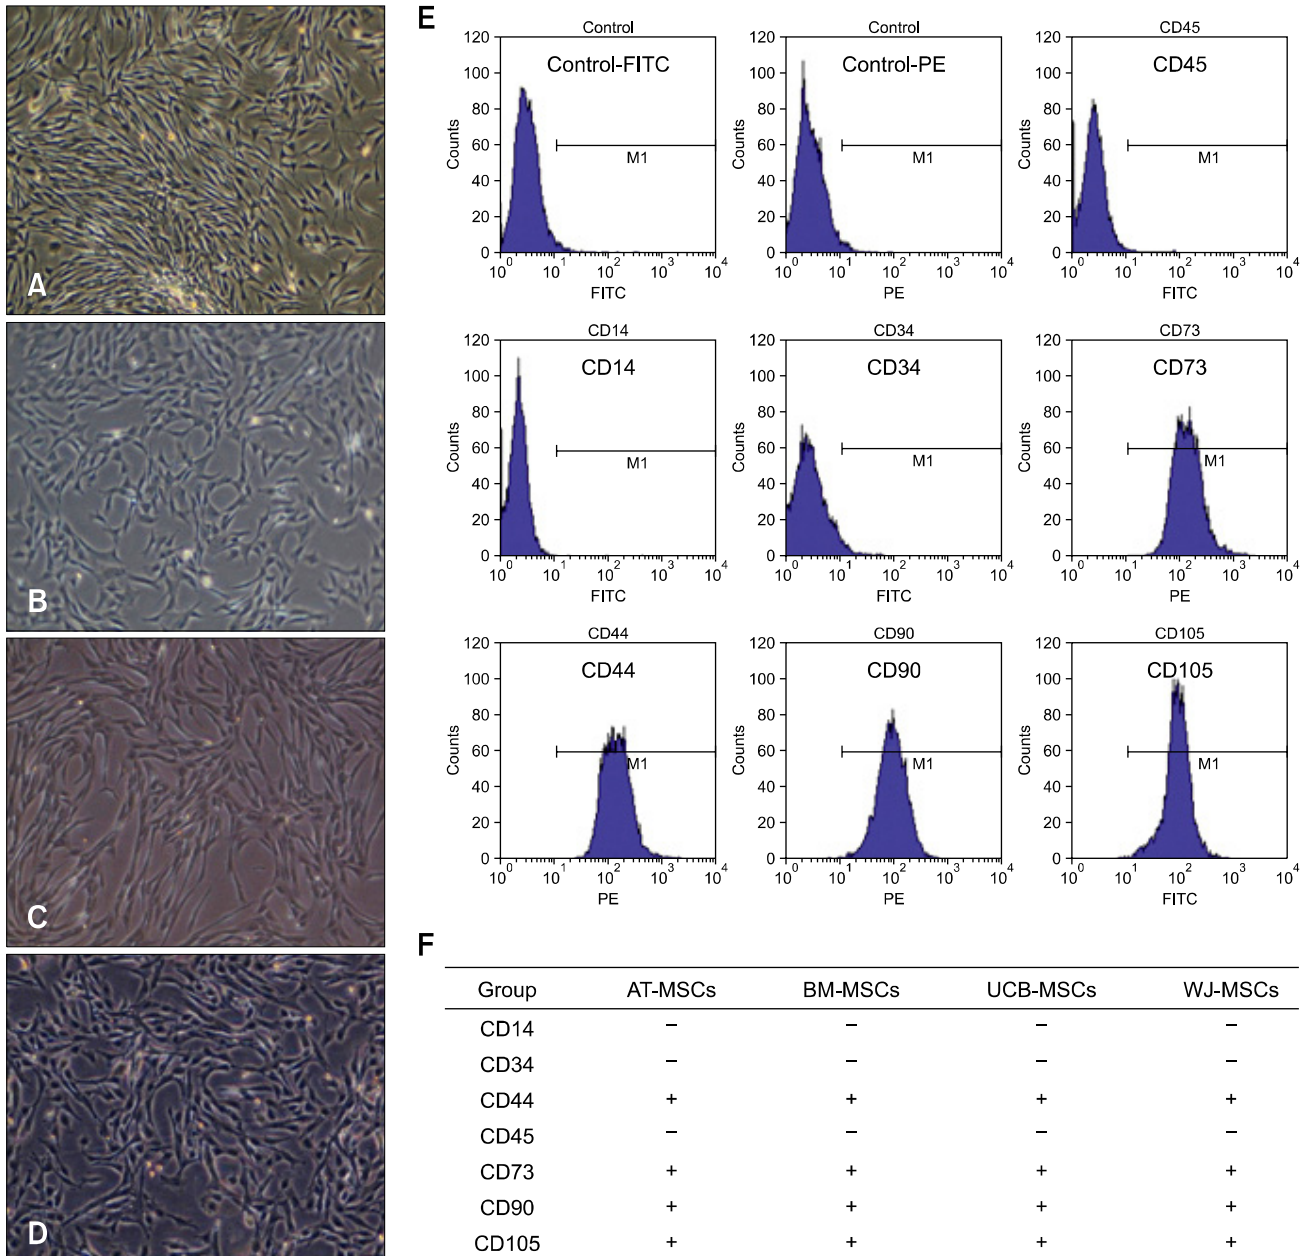 A
B
C
D
E
Control
Control-FITC
120
100
80
60
40
20
0
Counts
M1
10^0 10^1 10^2 10^3 10^4
FITC
Control
Control-PE
120
100
80
60
40
20
0
Counts
M1
10^0 10^1 10^2 10^3 10^4
PE
CD45
CD45
120
100
80
60
40
20
0
Counts
M1
10^0 10^1 10^2 10^3 10^4
FITC
CD14
CD14
120
100
80
60
40
20
0
Counts
M1
10^0 10^1 10^2 10^3 10^4
FITC
CD34
CD34
120
100
80
60
40
20
0
Counts
M1
10^0 10^1 10^2 10^3 10^4
FITC
CD73
CD73
120
100
80
60
40
20
0
Counts
M1
10^0 10^1 10^2 10^3 10^4
PE
CD44
CD44
120
100
80
60
40
20
0
Counts
M1
10^0 10^1 10^2 10^3 10^4
PE
CD90
CD90
120
100
80
60
40
20
0
Counts
M1
10^0 10^1 10^2 10^3 10^4
PE
CD105
CD105
120
100
80
60
40
20
0
Counts
M1
10^0 10^1 10^2 10^3 10^4
FITC
F
Group AT-MSCs BM-MSCs UCB-MSCs WJ-MSCs
CD14 − − − −
CD34 − − − −
CD44 + + + +
CD45 − − − −
CD73 + + + +
CD90 + + + +
CD105 + + + +